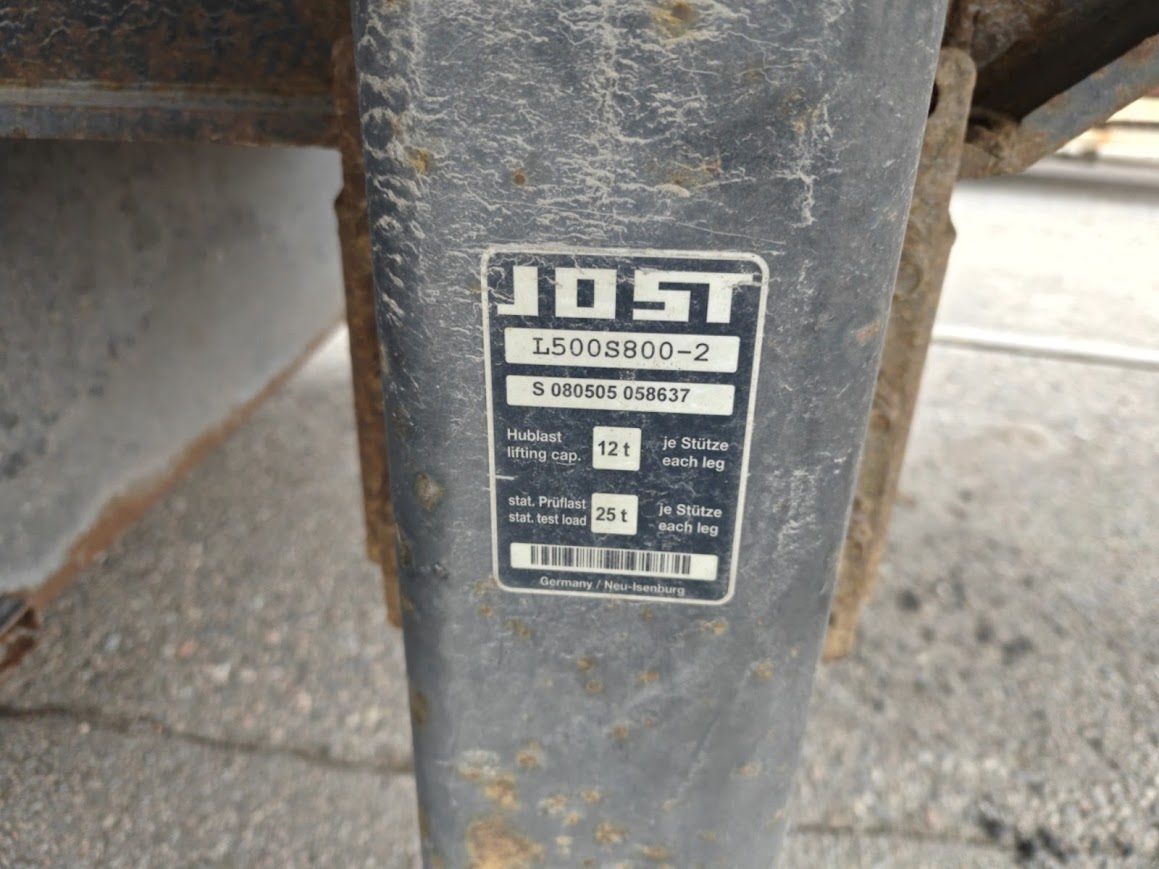 JOST
L500S800-2
S 080505 058637
Hublast
lifting cap.
12 t
je Stütze
each leg
stat. Prüflast
stat. test load
25 t
je Stütze
each leg
Germany / Neu-Isenburg